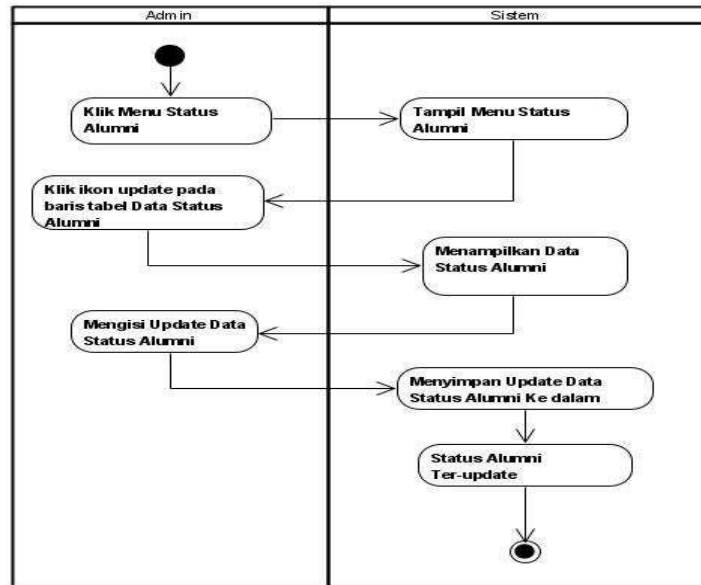 Admin
Sistem
Klik Menu Status
Alumni
Tampil Menu Status
Alumni
Klik ikon update pada
baris tabel Data Status
Alumni
Menampilkan Data
Status Alumni
Mengisi Update Data
Status Alumni
Menyimpan Update Data
Status Alumni Ke dalam
Status Alumni
Ter-update